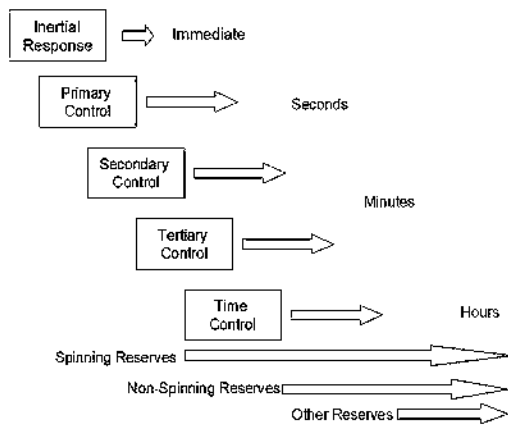 Inertial
Response
Immediate
Primary
Control
Seconds
Secondary
Control
Minutes
Tertiary
Control
Time
Control
Hours
Spinning Reserves
Non-Spinning Reserves
Other Reserves